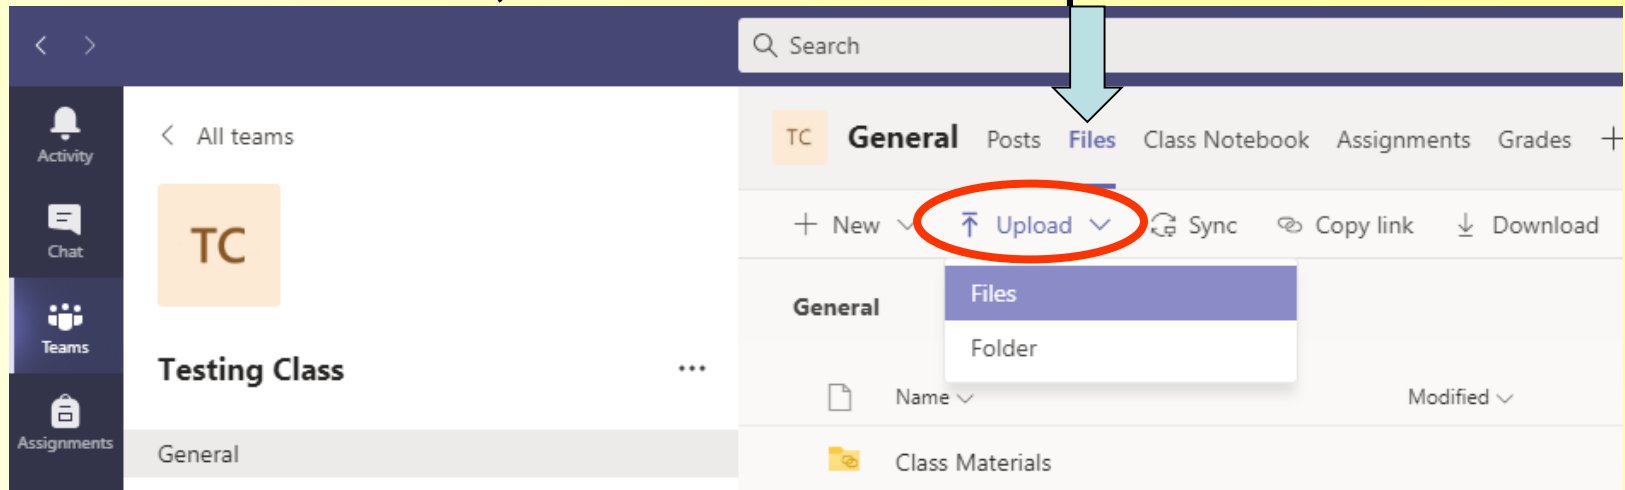 Search
Activity
All teams
TC General Posts Files Class Notebook Assignments Grades
Chat
TC
New Upload Sync Copy link Download
Files
General
Teams
Folder
Testing Class
Name Modified
Assignments
General
Class Materials